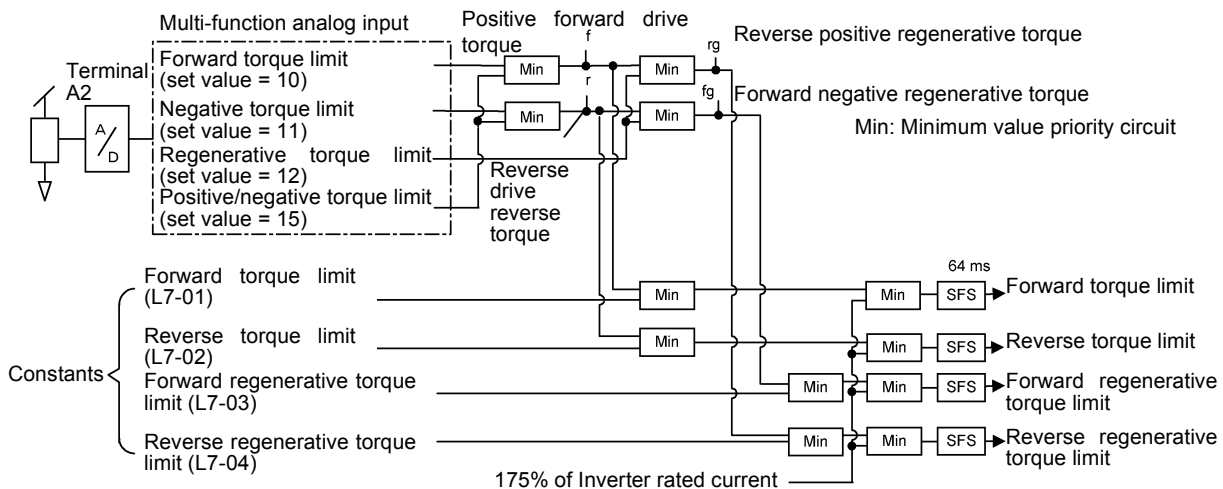 Multi-function analog input
Positive forward drive
torque
f
rg
Reverse positive regenerative torque
Terminal
A2
Forward torque limit
(set value = 10)
Min
Min
r
fg
Forward negative regenerative torque
Negative torque limit
(set value = 11)
Min
Min
Min: Minimum value priority circuit
A/D
Regenerative torque limit
(set value = 12)
Positive/negative torque limit
(set value = 15)
Reverse
drive
reverse
torque
Constants
Forward torque limit
(L7-01)
64 ms
Min
Min
SFS
Forward torque limit
Reverse torque limit
(L7-02)
Min
Min
SFS
Reverse torque limit
Forward regenerative torque
limit (L7-03)
Min
Min
SFS
Forward regenerative
torque limit
Reverse regenerative torque
limit (L7-04)
Min
Min
SFS
Reverse regenerative
torque limit
175% of Inverter rated current